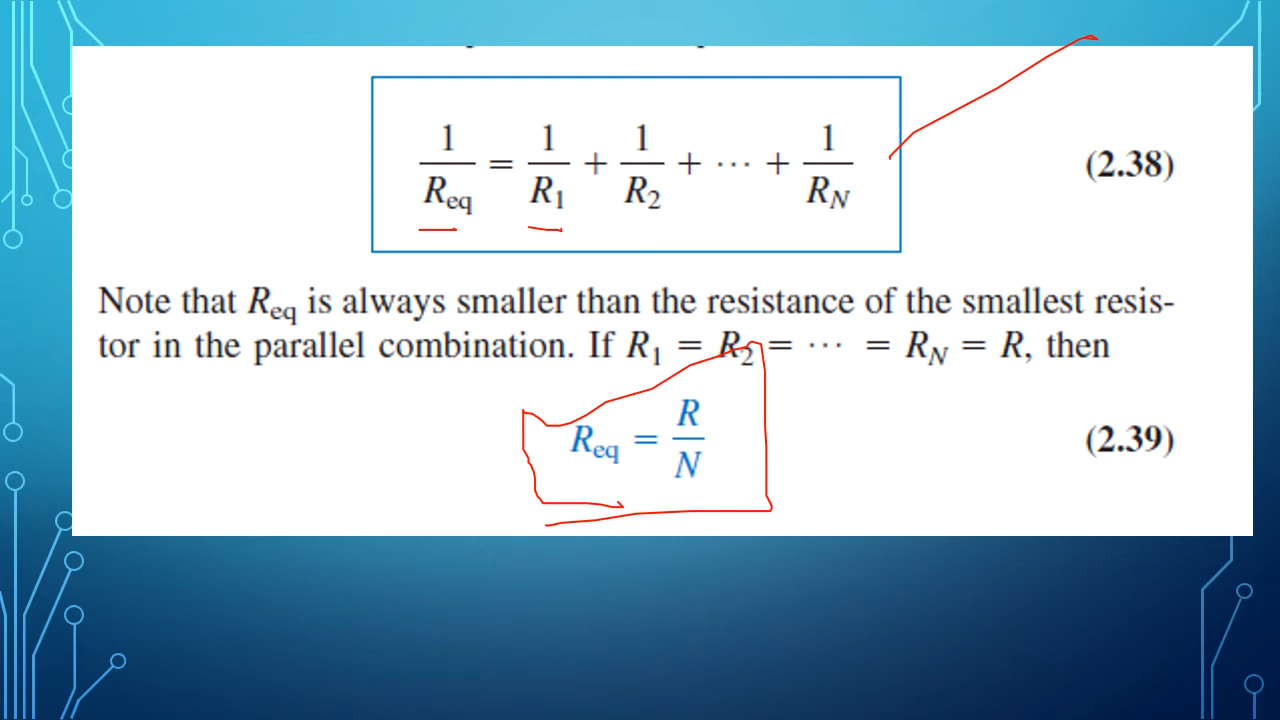 1/R_eq = 1/R_1 + 1/R_2 + ⋯ + 1/R_N (2.38)
Note that R_eq is always smaller than the resistance of the smallest resis-
tor in the parallel combination. If R_1 = R_2 = ⋯ = R_N = R, then
R_eq = R/N (2.39)